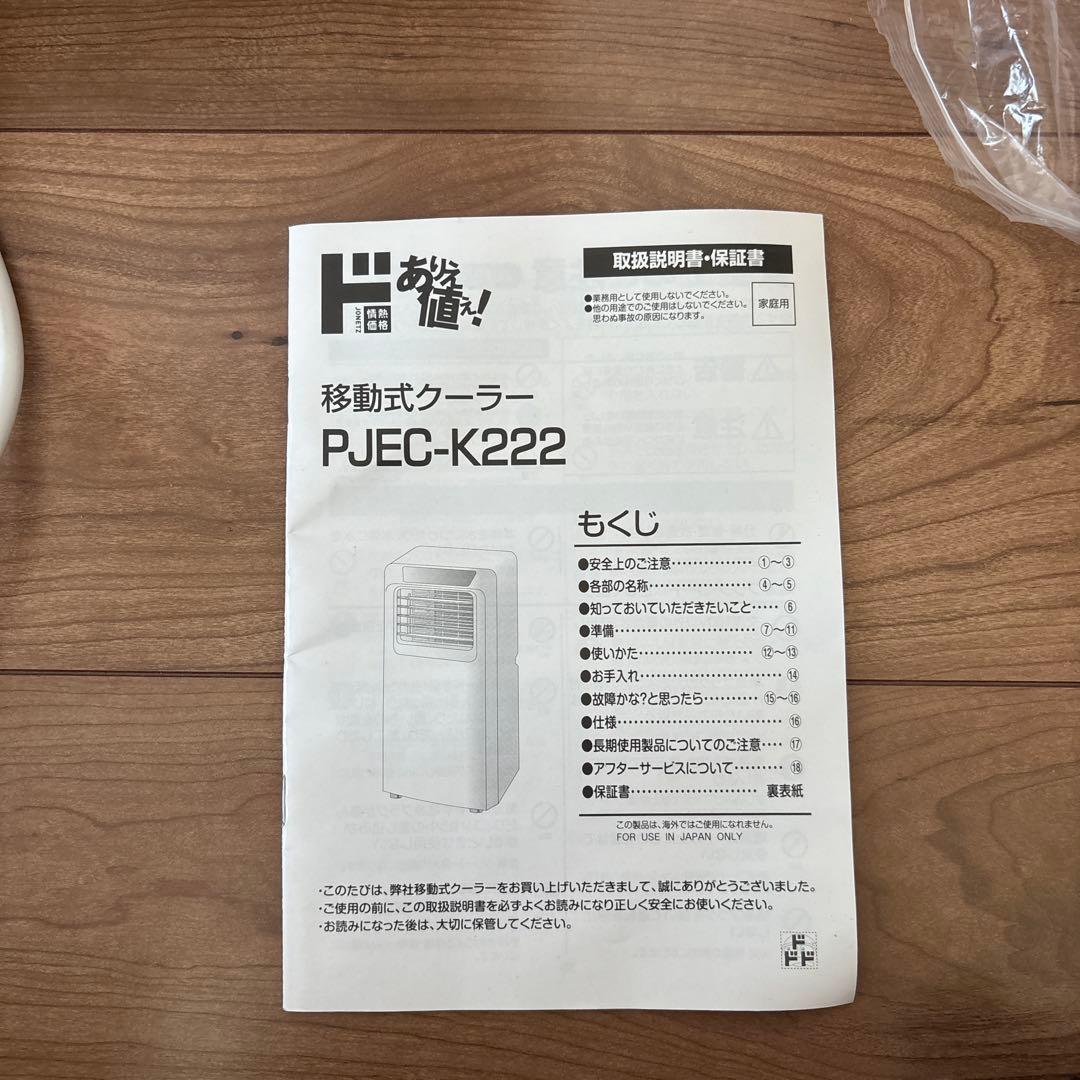 ド
JONETZ
情熱
価格
ありえ
値ぇ!
取扱説明書・保証書
●業務用として使用しないでください。
●他の用途でのご使用はしないでください。
思わぬ事故の原因になります。
家庭用
移動式クーラー
PJEC-K222
もくじ
●安全上のご注意・・・・・・・・・・・・・・・ ①〜③
●各部の名称・・・・・・・・・・・・・・・・・・・ ④〜⑤
●知っておいていただきたいこと・・・・・ ⑥
●準備・・・・・・・・・・・・・・・・・・・・・・・・・・ ⑦〜⑪
●使いかた・・・・・・・・・・・・・・・・・・・・・ ⑫〜⑬
●お手入れ・・・・・・・・・・・・・・・・・・・・・・・・・・ ⑭
●故障かな?と思ったら・・・・・・・・・・ ⑮〜⑯
●仕様・・・・・・・・・・・・・・・・・・・・・・・・・・・・・・ ⑯
●長期使用製品についてのご注意・・・・ ⑰
●アフターサービスについて・・・・・・・・・ ⑱
●保証書・・・・・・・・・・・・・・・・・・・・・・・ 裏表紙
この製品は、海外ではご使用になれません。
FOR USE IN JAPAN ONLY
・このたびは、弊社移動式クーラーをお買い上げいただきまして、誠にありがとうございました。
・ご使用の前に、この取扱説明書を必ずよくお読みになり正しく安全にお使いください。
・お読みになった後は、大切に保管してください。
ド
ドド